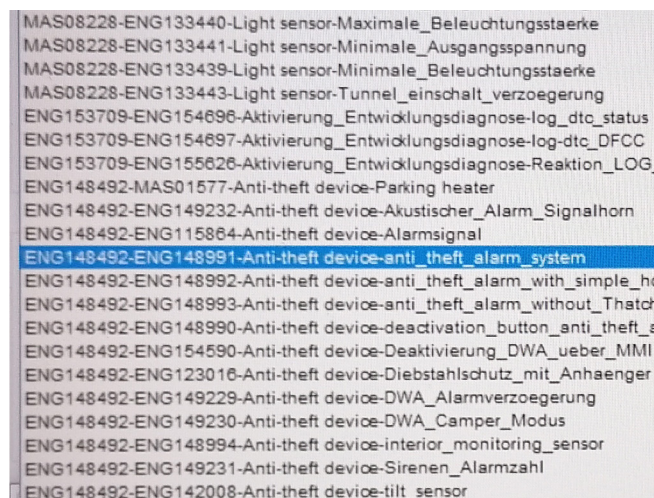 MAS08228-ENG133440-Light sensor-Maximale_Beleuchtungsstaerke
MAS08228-ENG133441-Light sensor-Minimale_Ausgangsspannung
MAS08228-ENG133439-Light sensor-Minimale_Beleuchtungsstaerke
MAS08228-ENG133443-Light sensor-Tunnel_einschalt_verzoegerung
ENG153709-ENG154696-Aktivierung_Entwicklungsdiagnose-log_dtc_status
ENG153709-ENG154697-Aktivierung_Entwicklungsdiagnose-log-dtc_DFCC
ENG153709-ENG155626-Aktivierung_Entwicklungsdiagnose-Reaktion_LOG_
ENG148492-MAS01577-Anti-theft device-Parking heater
ENG148492-ENG149232-Anti-theft device-Akustischer_Alarm_Signalhorn
ENG148492-ENG115864-Anti-theft device-Alarmsignal
ENG148492-ENG148991-Anti-theft device-anti_theft_alarm_system
ENG148492-ENG148992-Anti-theft device-anti_theft_alarm_with_simple_ho
ENG148492-ENG148993-Anti-theft device-anti_theft_alarm_without_Thatch
ENG148492-ENG148990-Anti-theft device-deactivation_button_anti_theft_a
ENG148492-ENG154590-Anti-theft device-Deaktivierung_DWA_ueber_MMI
ENG148492-ENG123016-Anti-theft device-Diebstahlschutz_mit_Anhaenger
ENG148492-ENG149229-Anti-theft device-DWA_Alarmverzoegerung
ENG148492-ENG149230-Anti-theft device-DWA_Camper_Modus
ENG148492-ENG148994-Anti-theft device-interior_monitoring_sensor
ENG148492-ENG149231-Anti-theft device-Sirenen_Alarmzahl
ENG148492-ENG142008-Anti-theft device-tilt_sensor